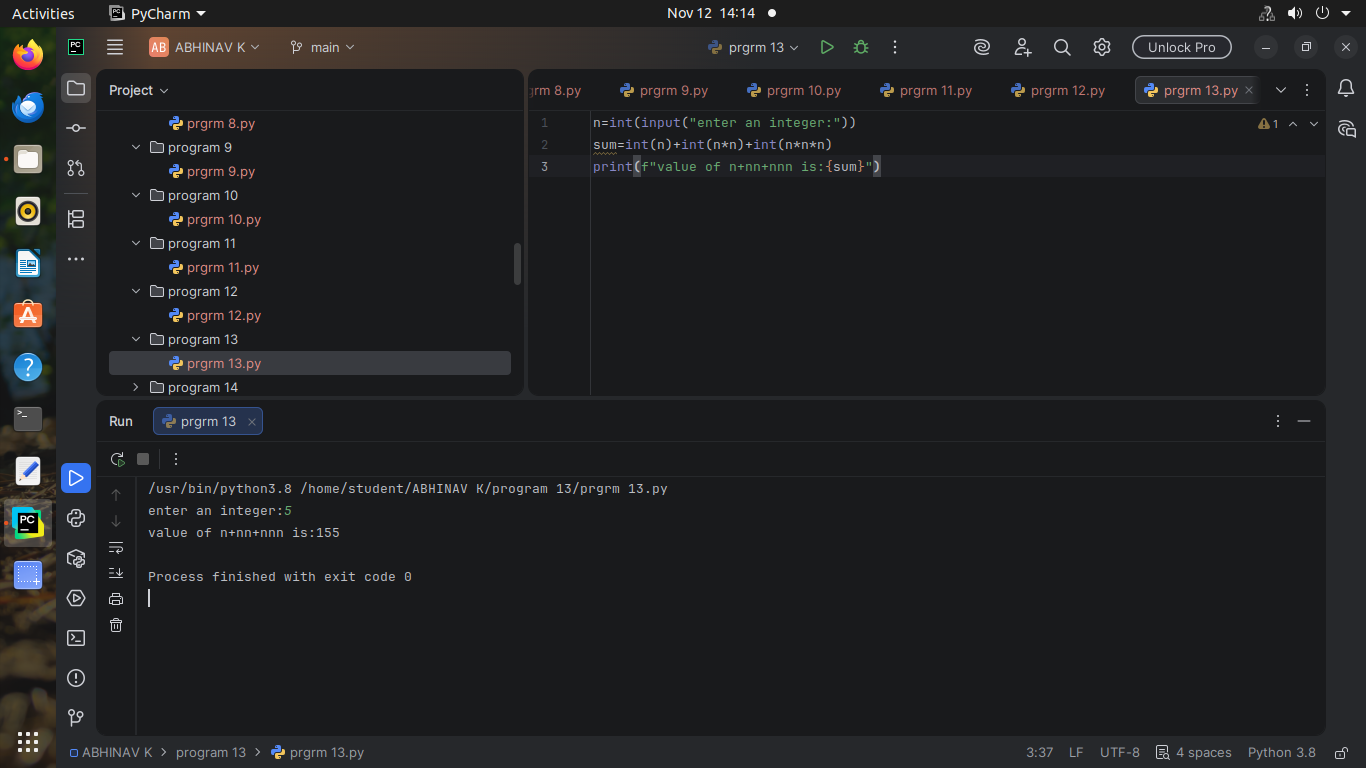 Activities PyCharm Nov 12 14:14
PC AB ABHINAV K main prgrm 13 Unlock Pro
Project
prgrm 8.py
program 9
prgrm 9.py
program 10
prgrm 10.py
program 11
prgrm 11.py
program 12
prgrm 12.py
program 13
prgrm 13.py
program 14
rm 8.py prgrm 9.py prgrm 10.py prgrm 11.py prgrm 12.py prgrm 13.py
1 n=int(input("enter an integer:")) 1
2 sum=int(n)+int(n*n)+int(n*n*n)
3 print(f"value of n+nn+nnn is:{sum}")
Run prgrm 13
/usr/bin/python3.8 /home/student/ABHINAV K/program 13/prgrm 13.py
enter an integer:5
value of n+nn+nnn is:155
Process finished with exit code 0
PC
ABHINAV K program 13 prgrm 13.py 3:37 LF UTF-8 4 spaces Python 3.8